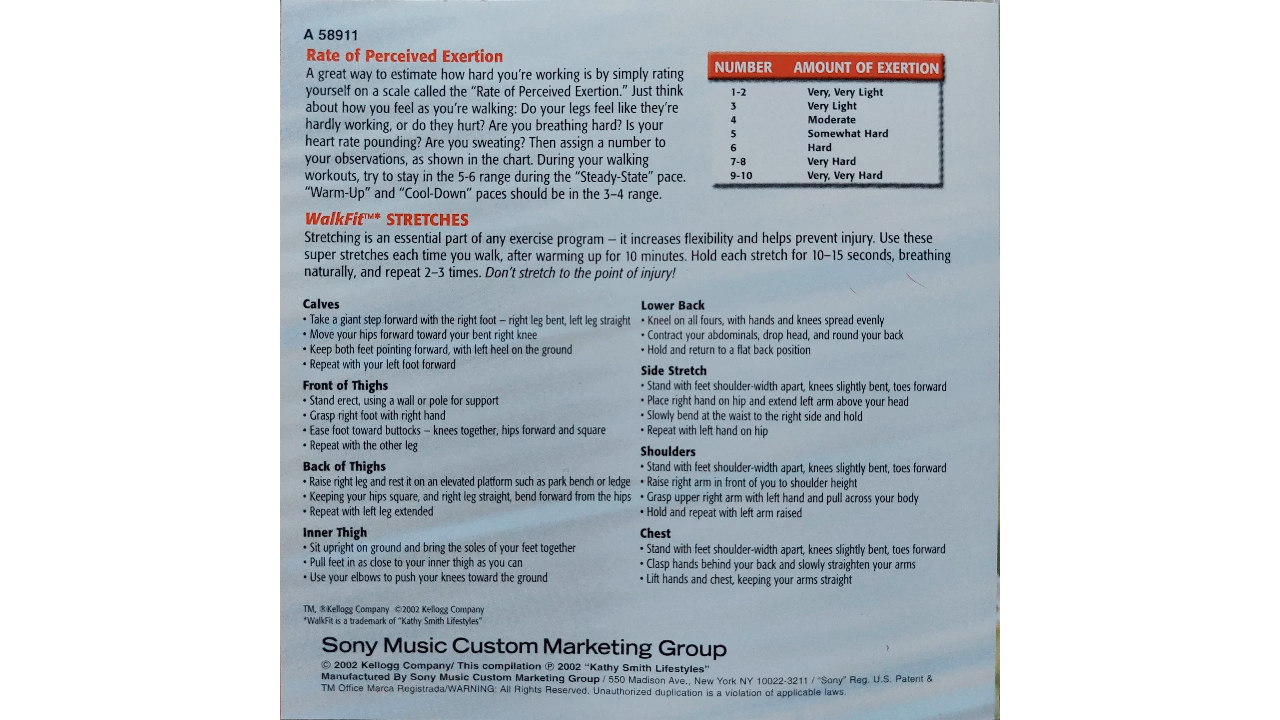 A 58911
Rate of Perceived Exertion
A great way to estimate how hard you're working is by simply rating
yourself on a scale called the "Rate of Perceived Exertion." Just think
about how you feel as you're walking: Do your legs feel like they're
hardly working, or do they hurt? Are you breathing hard? Is your
heart rate pounding? Are you sweating? Then assign a number to
your observations, as shown in the chart. During your walking
workouts, try to stay in the 5-6 range during the "Steady-State" pace.
"Warm-Up" and "Cool-Down" paces should be in the 3–4 range.
NUMBER AMOUNT OF EXERTION
1-2 Very, Very Light
3 Very Light
4 Moderate
5 Somewhat Hard
6 Hard
7-8 Very Hard
9-10 Very, Very Hard
WalkFit™* STRETCHES
Stretching is an essential part of any exercise program – it increases flexibility and helps prevent injury. Use these
super stretches each time you walk, after warming up for 10 minutes. Hold each stretch for 10–15 seconds, breathing
naturally, and repeat 2–3 times. Don't stretch to the point of injury!
Calves
• Take a giant step forward with the right foot – right leg bent, left leg straight
• Move your hips forward toward your bent right knee
• Keep both feet pointing forward, with left heel on the ground
• Repeat with your left foot forward
Front of Thighs
• Stand erect, using a wall or pole for support
• Grasp right foot with right hand
• Ease foot toward buttocks – knees together, hips forward and square
• Repeat with the other leg
Back of Thighs
• Raise right leg and rest it on an elevated platform such as park bench or ledge
• Keeping your hips square, and right leg straight, bend forward from the hips
• Repeat with left leg extended
Inner Thigh
• Sit upright on ground and bring the soles of your feet together
• Pull feet in as close to your inner thigh as you can
• Use your elbows to push your knees toward the ground
Lower Back
• Kneel on all fours, with hands and knees spread evenly
• Contract your abdominals, drop head, and round your back
• Hold and return to a flat back position
Side Stretch
• Stand with feet shoulder-width apart, knees slightly bent, toes forward
• Place right hand on hip and extend left arm above your head
• Slowly bend at the waist to the right side and hold
• Repeat with left hand on hip
Shoulders
• Stand with feet shoulder-width apart, knees slightly bent, toes forward
• Raise right arm in front of you to shoulder height
• Grasp upper right arm with left hand and pull across your body
• Hold and repeat with left arm raised
Chest
• Stand with feet shoulder-width apart, knees slightly bent, toes forward
• Clasp hands behind your back and slowly straighten your arms
• Lift hands and chest, keeping your arms straight
TM, ® Kellogg Company ©2002 Kellogg Company
*WalkFit is a trademark of "Kathy Smith Lifestyles"
Sony Music Custom Marketing Group
© 2002 Kellogg Company/ This compilation ℗ 2002 "Kathy Smith Lifestyles"
Manufactured By Sony Music Custom Marketing Group / 550 Madison Ave., New York NY 10022-3211 / "Sony" Reg. U.S. Patent &
TM Office Marca Registrada/WARNING: All Rights Reserved. Unauthorized duplication is a violation of applicable laws.